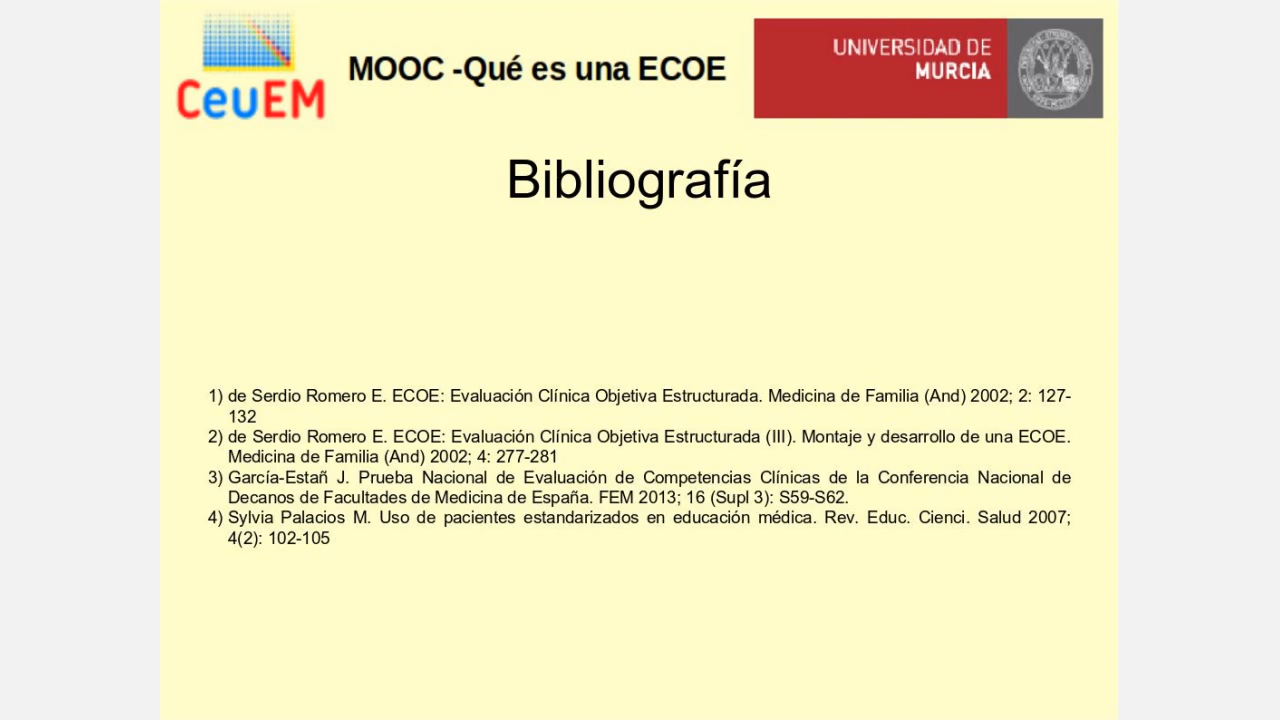 CeuEM
MOOC -Qué es una ECOE
UNIVERSIDAD DE
MURCIA
Bibliografía
1) de Serdio Romero E. ECOE: Evaluación Clínica Objetiva Estructurada. Medicina de Familia (And) 2002; 2: 127-
132
2) de Serdio Romero E. ECOE: Evaluación Clínica Objetiva Estructurada (III). Montaje y desarrollo de una ECOE.
Medicina de Familia (And) 2002; 4: 277-281
3) García-Estañ J. Prueba Nacional de Evaluación de Competencias Clínicas de la Conferencia Nacional de
Decanos de Facultades de Medicina de España. FEM 2013; 16 (Supl 3): S59-S62.
4) Sylvia Palacios M. Uso de pacientes estandarizados en educación médica. Rev. Educ. Cienci. Salud 2007;
4(2): 102-105